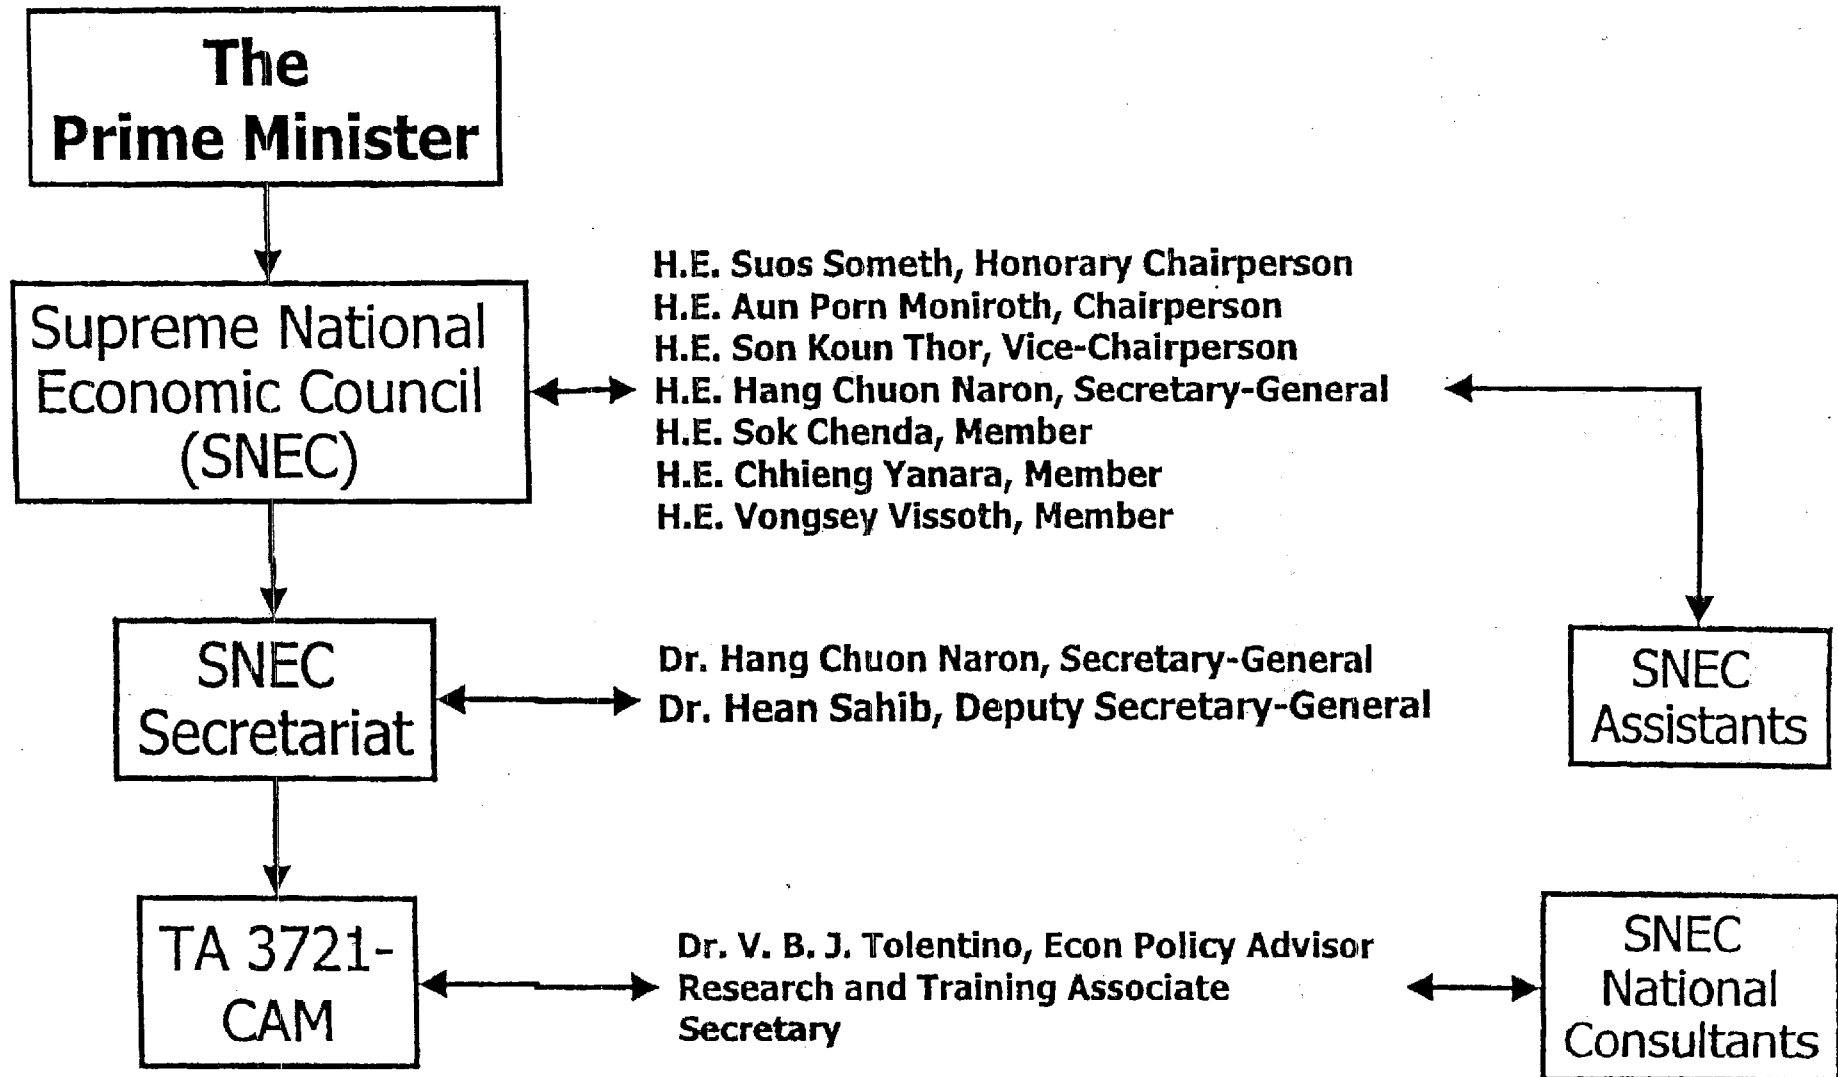 The
Prime Minister
Supreme National
Economic Council
(SNEC)
H.E. Suos Someth, Honorary Chairperson
H.E. Aun Porn Moniroth, Chairperson
H.E. Son Koun Thor, Vice-Chairperson
H.E. Hang Chuon Naron, Secretary-General
H.E. Sok Chenda, Member
H.E. Chhieng Yanara, Member
H.E. Vongsey Vissoth, Member
SNEC
Secretariat
Dr. Hang Chuon Naron, Secretary-General
Dr. Hean Sahib, Deputy Secretary-General
SNEC
Assistants
TA 3721-
CAM
Dr. V. B. J. Tolentino, Econ Policy Advisor
Research and Training Associate
Secretary
SNEC
National
Consultants